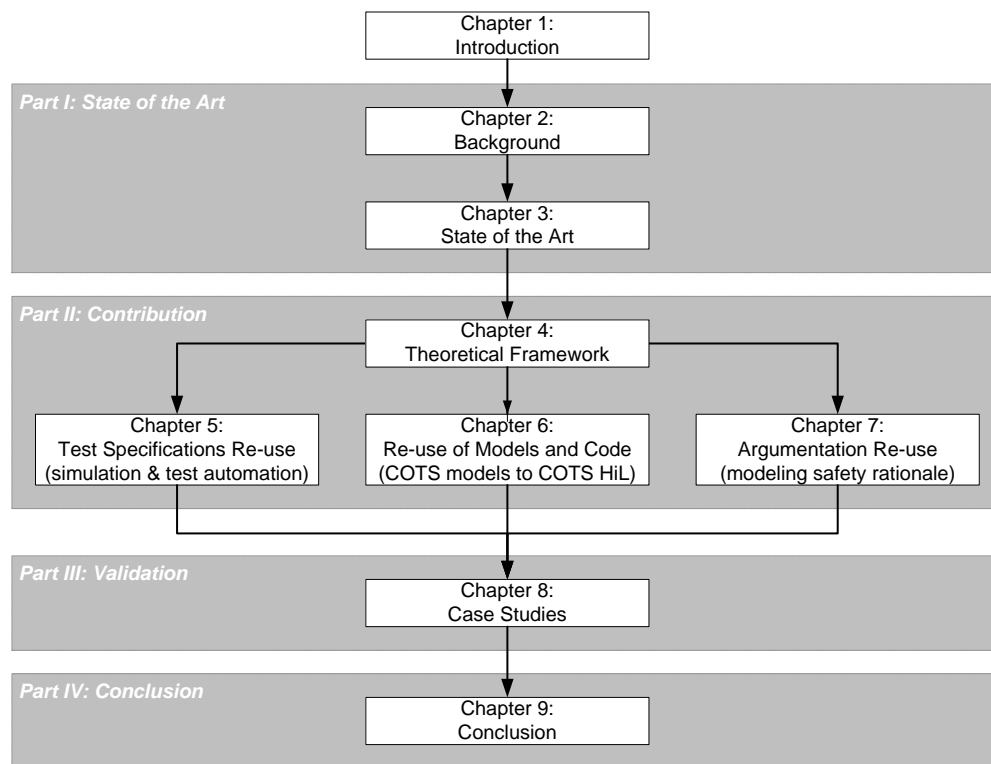 Chapter 1:
Introduction
Part I: State of the Art
Chapter 2:
Background
Chapter 3:
State of the Art
Part II: Contribution
Chapter 4:
Theoretical Framework
Chapter 5:
Test Specifications Re-use
(simulation & test automation)
Chapter 6:
Re-use of Models and Code
(COTS models to COTS HiL)
Chapter 7:
Argumentation Re-use
(modeling safety rationale)
Part III: Validation
Chapter 8:
Case Studies
Part IV: Conclusion
Chapter 9:
Conclusion